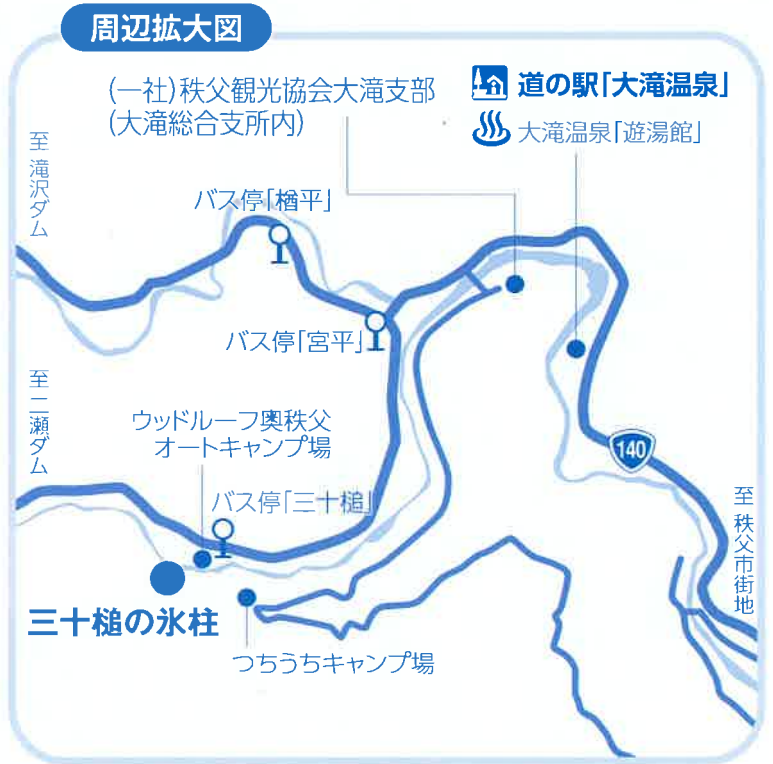 周辺拡大図
(一社)秩父観光協会大滝支部
(大滝総合支所内)
道の駅「大滝温泉」
大滝温泉「遊湯館」
至 滝沢ダム
バス停「楢平」
バス停「宮平」
至 二瀬ダム
ウッドルーフ奥秩父
オートキャンプ場
バス停「三十槌」
140
至 秩父市街地
三十槌の氷柱
つちうちキャンプ場